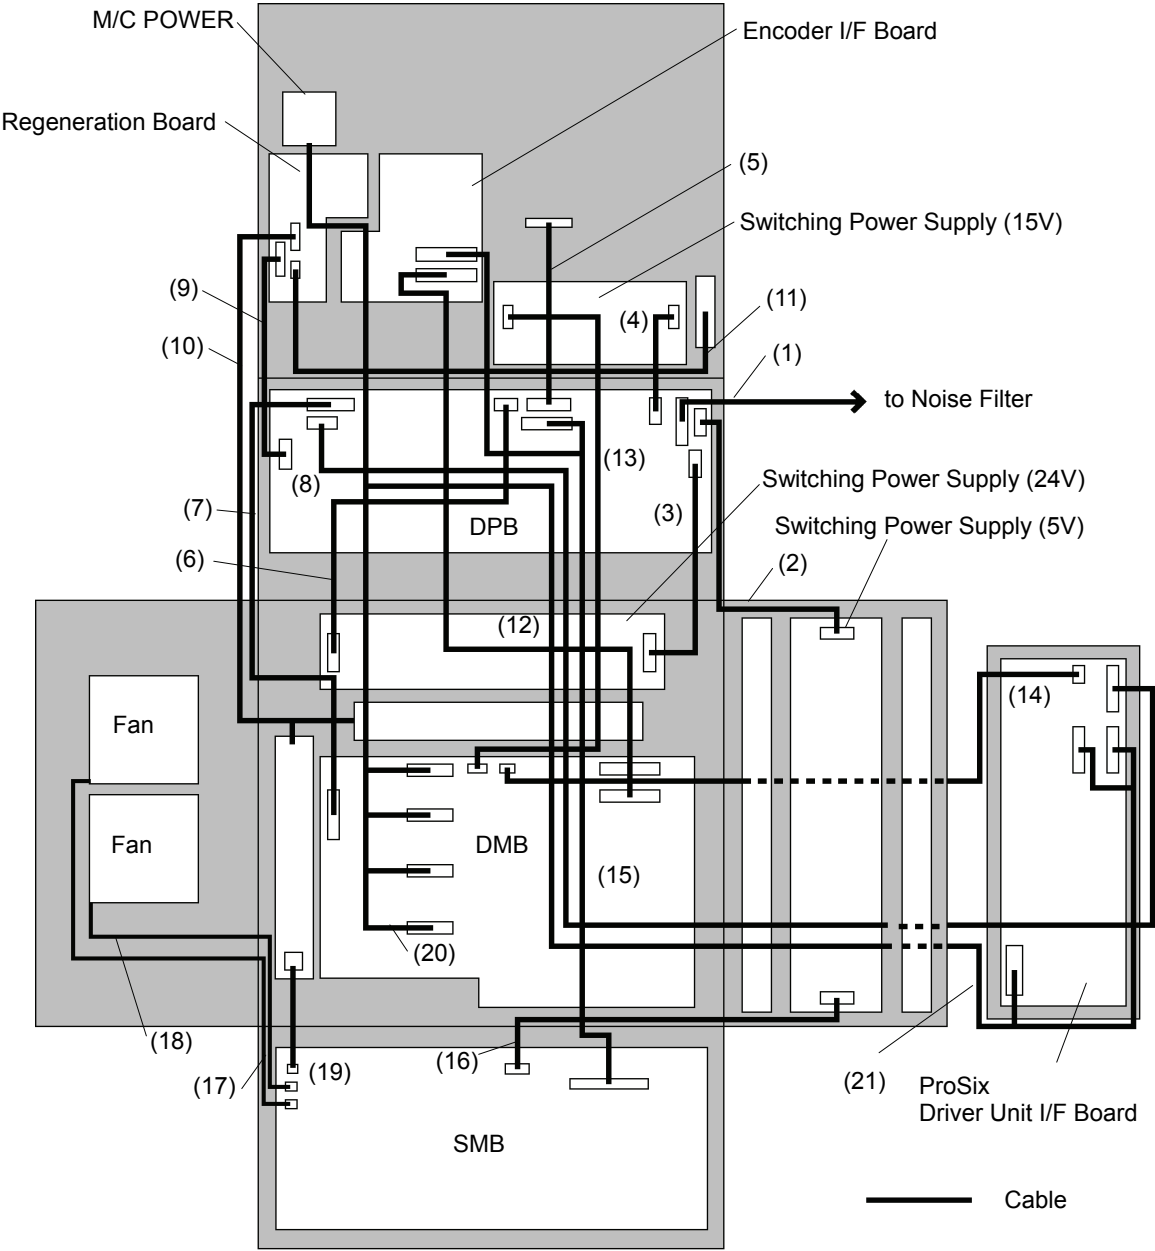 M/C POWER
Encoder I/F Board
Regeneration Board
(5)
Switching Power Supply (15V)
(9)
(11)
(4)
(10)
(1)
to Noise Filter
(13)
(8)
Switching Power Supply (24V)
(7)
(3)
DPB
Switching Power Supply (5V)
(6)
(2)
(12)
(14)
Fan
Fan
DMB
(15)
(20)
(18)
(16)
(19)
(17)
(21)
ProSix
Driver Unit I/F Board
SMB
Cable